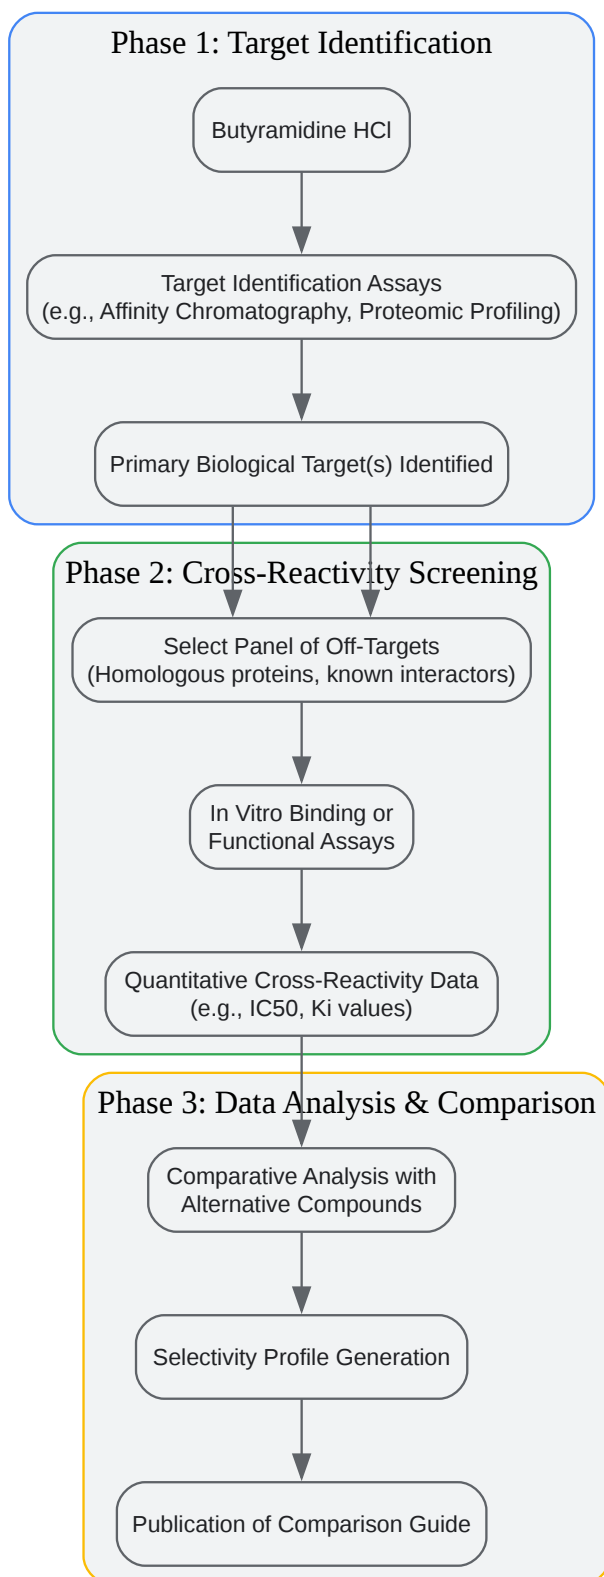 Phase 1: Target Identification
Butyramidine HCl
Target Identification Assays
(e.g., Affinity Chromatography, Proteomic Profiling)
Primary Biological Target(s) Identified
Phase 2: Cross-Reactivity Screening
Select Panel of Off-Targets
(Homologous proteins, known interactors)
In Vitro Binding or
Functional Assays
Quantitative Cross-Reactivity Data
(e.g., IC50, Ki values)
Phase 3: Data Analysis & Comparison
Comparative Analysis with
Alternative Compounds
Selectivity Profile Generation
Publication of Comparison Guide